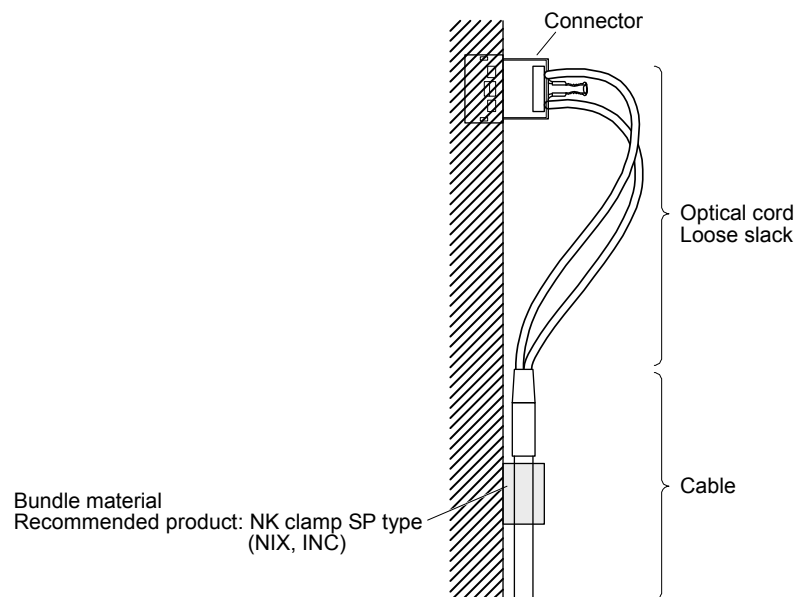 Connector
Optical cord
Loose slack
Cable
Bundle material
Recommended product: NK clamp SP type
(NIX, INC)